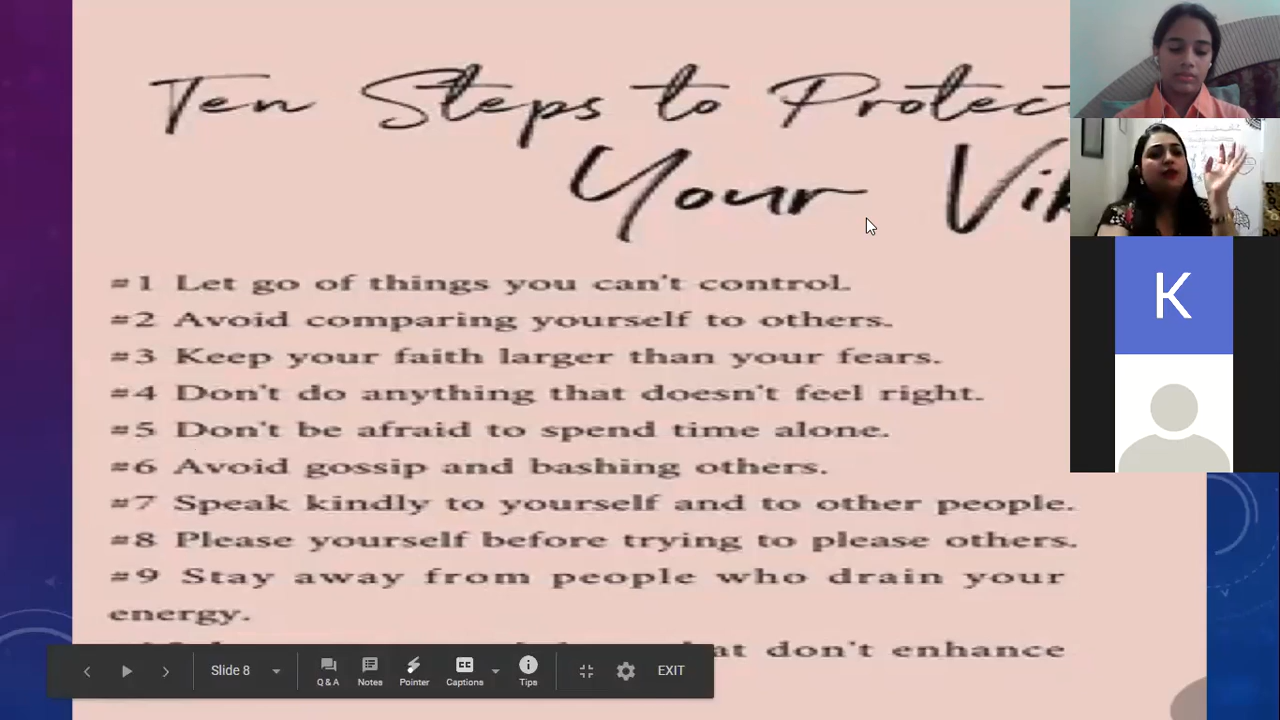 Ten Steps to Protec
Your Vi
#1 Let go of things you can't control.
#2 Avoid comparing yourself to others.
#3 Keep your faith larger than your fears.
#4 Don't do anything that doesn't feel right.
#5 Don't be afraid to spend time alone.
#6 Avoid gossip and bashing others.
#7 Speak kindly to yourself and to other people.
#8 Please yourself before trying to please others.
#9 Stay away from people who drain your
energy.
don't enhance
Slide 8
Q&A Notes Pointer CC Captions Tips EXIT
K